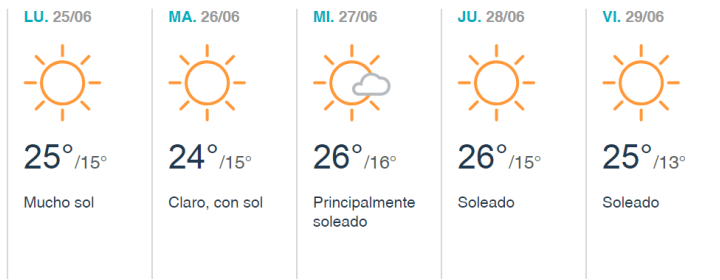 LU. 25/06
25°/15°
Mucho sol
MA. 26/06
24°/15°
Claro, con sol
MI. 27/06
26°/16°
Principalmente
soleado
JU. 28/06
26°/15°
Soleado
VI. 29/06
25°/13°
Soleado